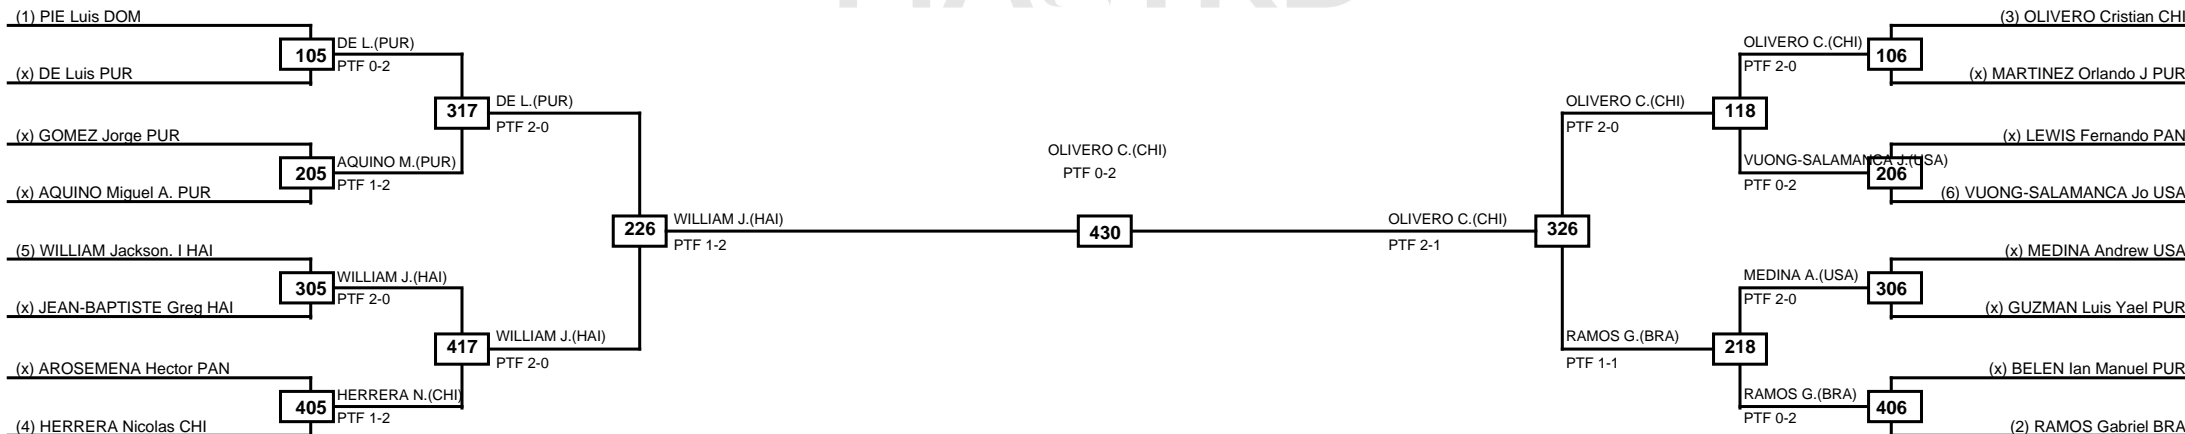 (1) PIE Luis DOM
105
DE L.(PUR)
PTF 0-2
(x) DE Luis PUR
317
DE L.(PUR)
PTF 2-0
(x) GOMEZ Jorge PUR
205
AQUINO M.(PUR)
PTF 1-2
(x) AQUINO Miguel A. PUR
226
WILLIAM J.(HAI)
PTF 1-2
(5) WILLIAM Jackson. I HAI
305
WILLIAM J.(HAI)
PTF 2-0
(x) JEAN-BAPTISTE Greg HAI
417
WILLIAM J.(HAI)
PTF 2-0
(x) AROSEMENA Hector PAN
405
HERRERA N.(CHI)
PTF 1-2
(4) HERRERA Nicolas CHI
OLIVERO C.(CHI)
PTF 0-2
430
(3) OLIVERO Cristian CHI
OLIVERO C.(CHI)
PTF 2-0
106
(x) MARTINEZ Orlando J PUR
OLIVERO C.(CHI)
PTF 2-0
118
(x) LEWIS Fernando PAN
VUONG-SALAMANCA J.(USA)
PTF 0-2
206
(6) VUONG-SALAMANCA Jo USA
OLIVERO C.(CHI)
PTF 2-1
326
(x) MEDINA Andrew USA
MEDINA A.(USA)
PTF 2-0
306
(x) GUZMAN Luis Yael PUR
RAMOS G.(BRA)
PTF 1-1
218
(x) BELEN Ian Manuel PUR
RAMOS G.(BRA)
PTF 0-2
406
(2) RAMOS Gabriel BRA